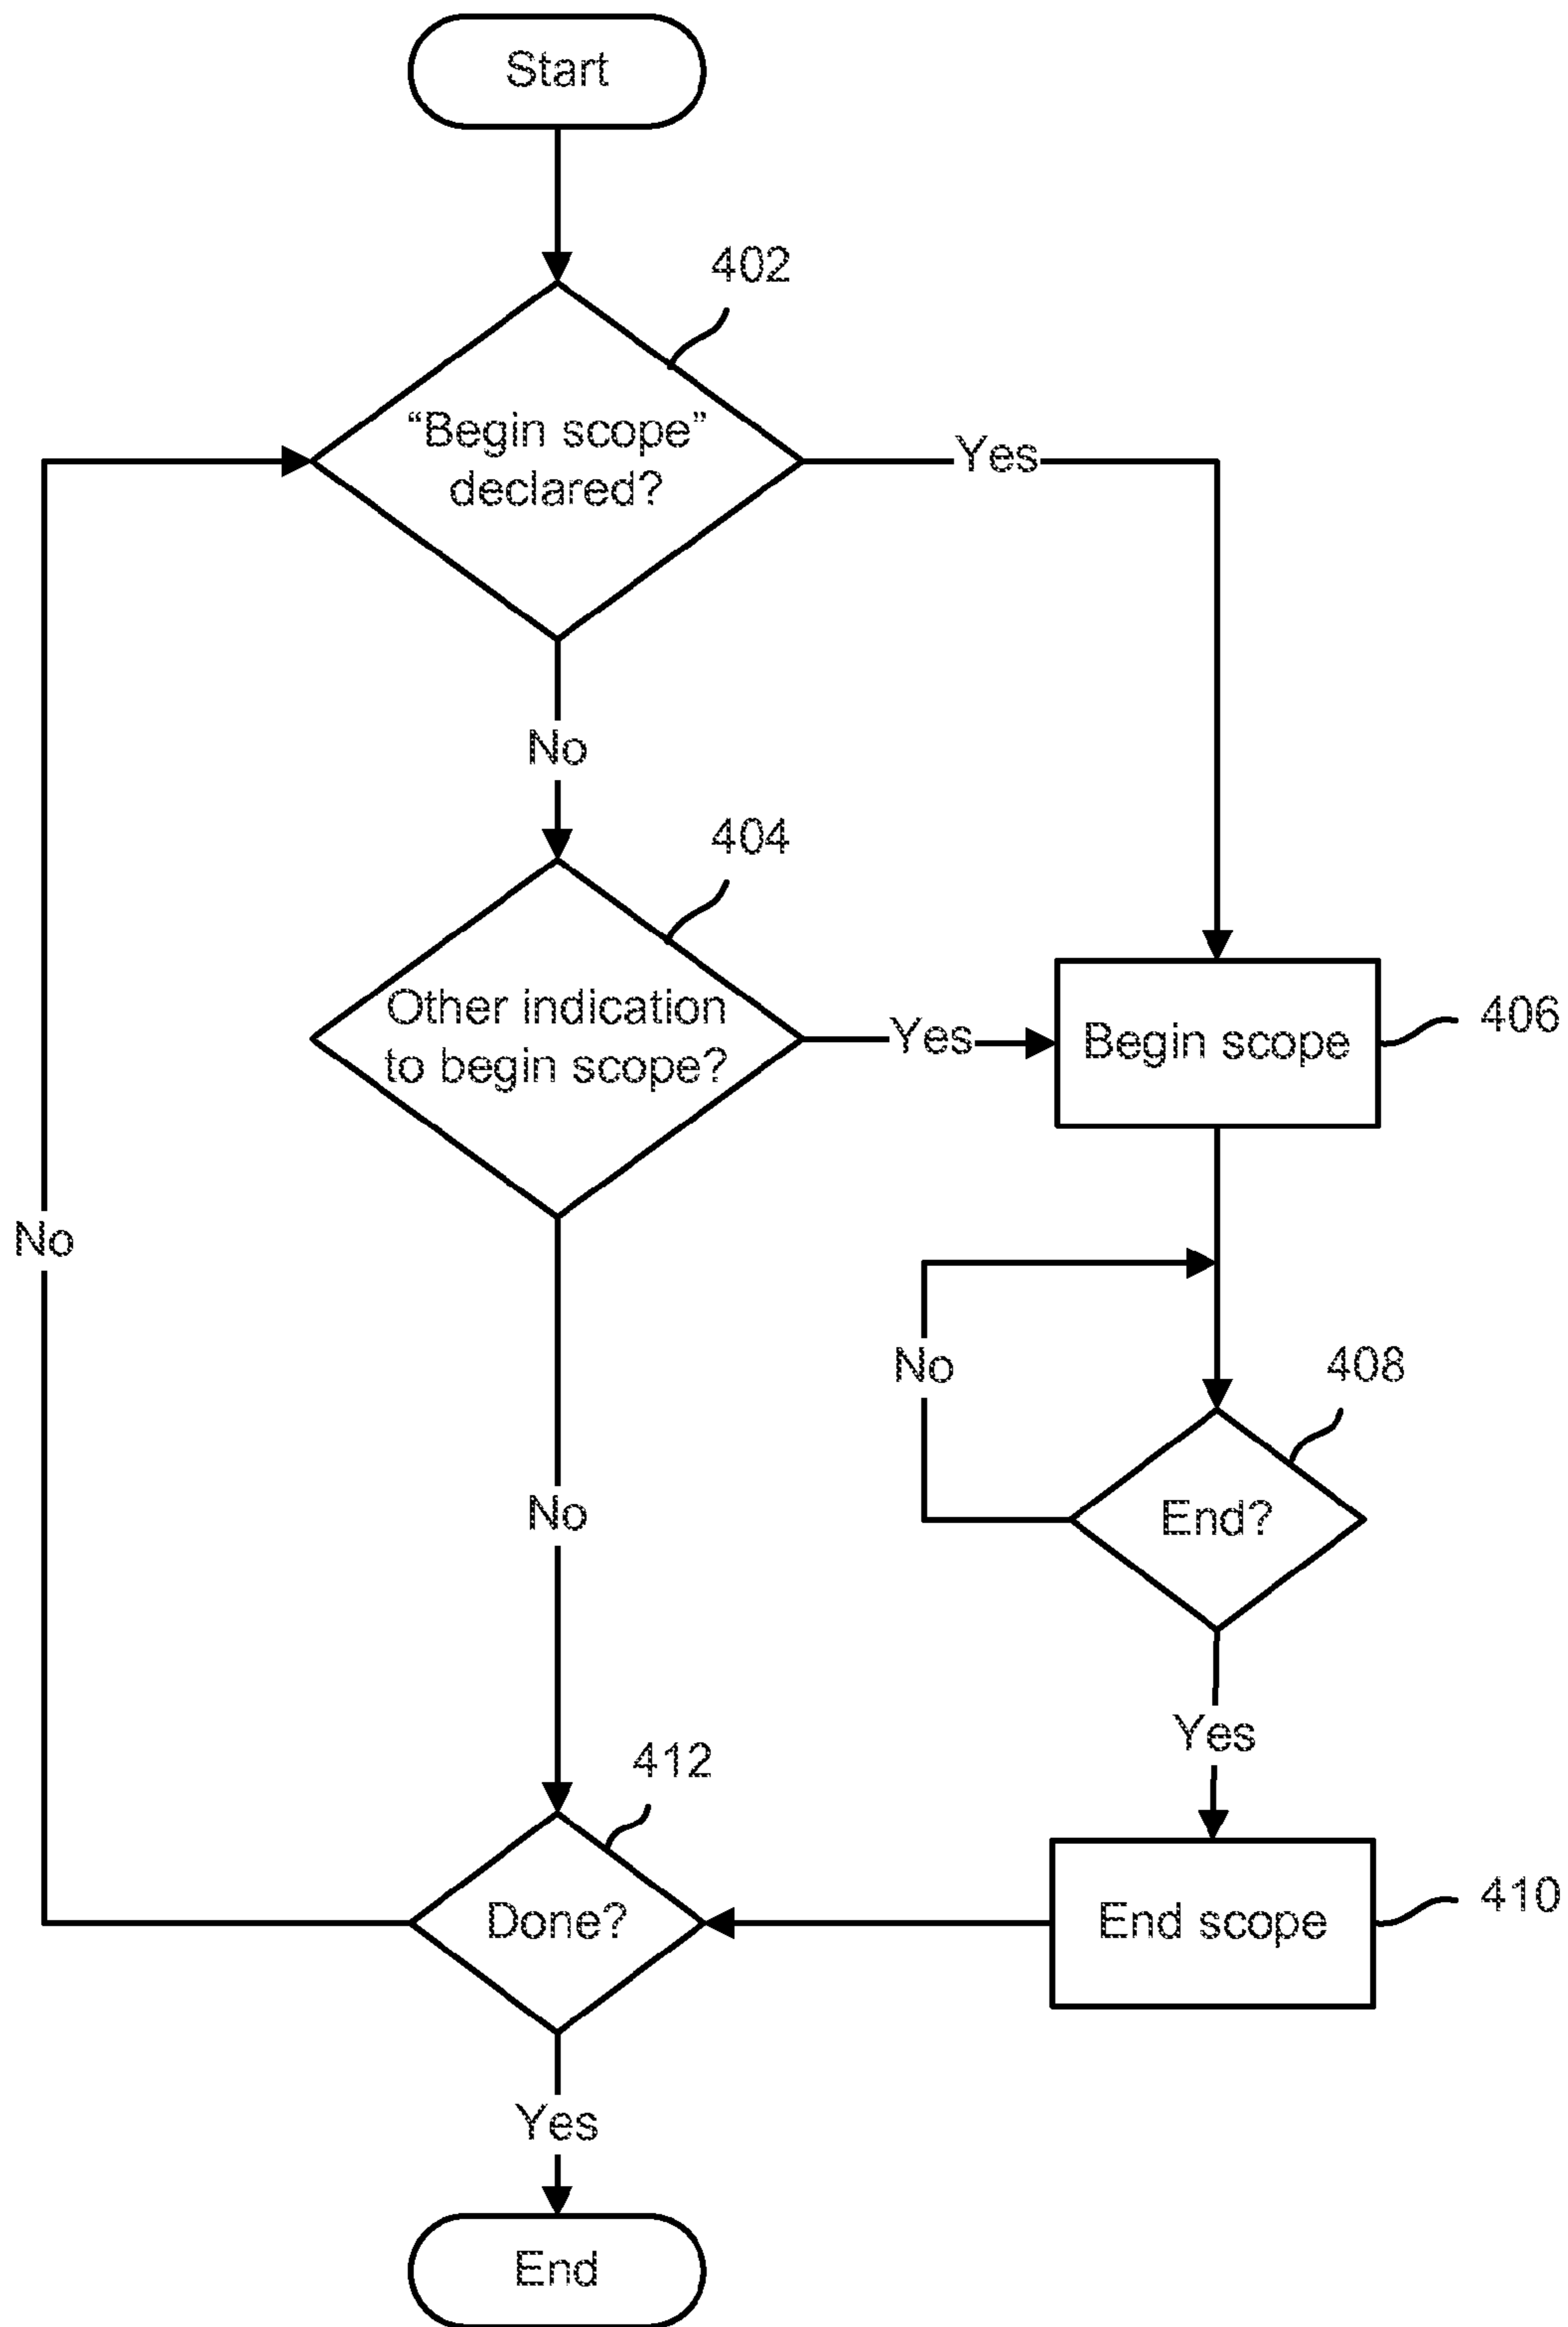 Start
402
“Begin scope”
declared?
Yes
No
404
Other indication
to begin scope?
Yes
Begin scope
406
No
No
408
End?
No
Yes
412
Done?
End scope
410
Yes
End